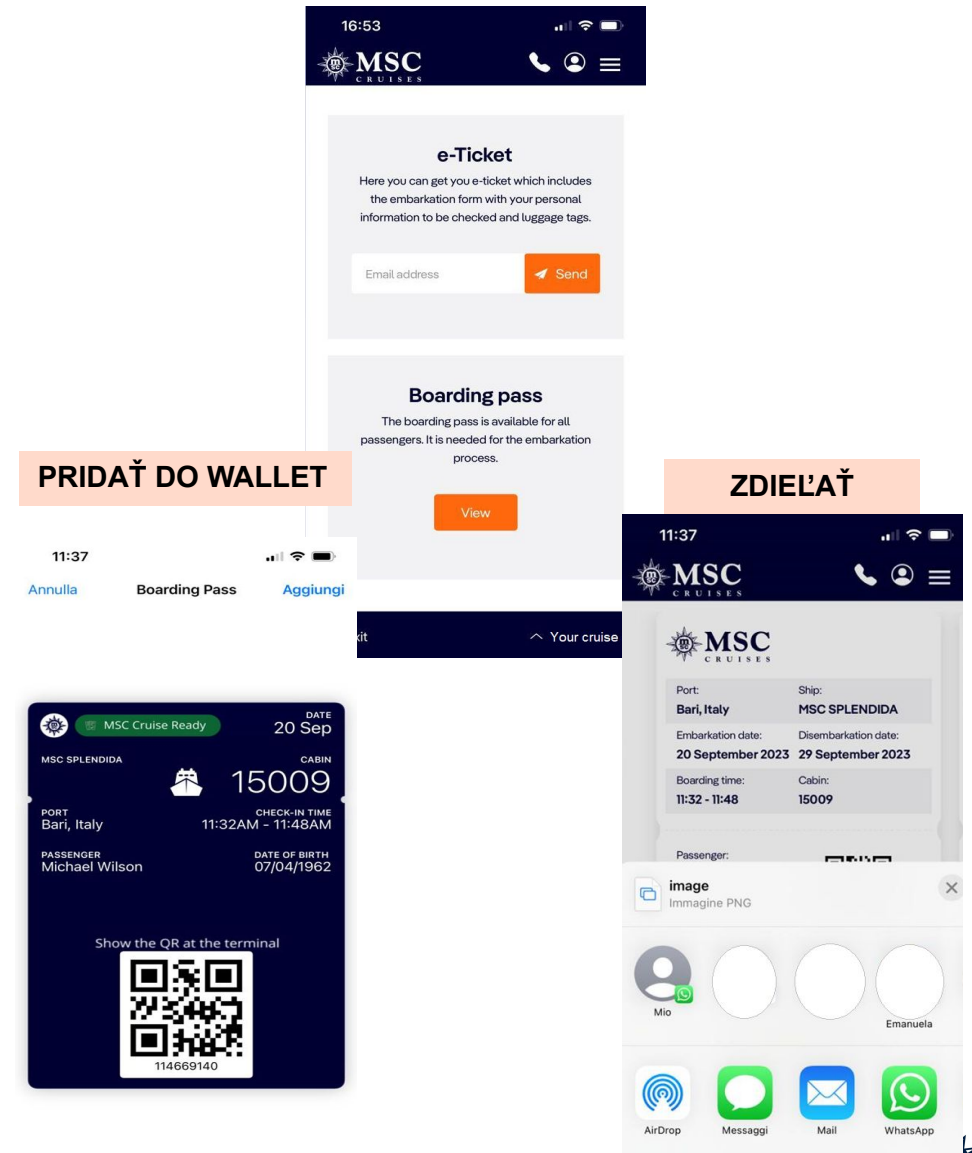 16:53
MSC
CRUISES
e-Ticket
Here you can get you e-ticket which includes
the embarkation form with your personal
information to be checked and luggage tags.
Email address
Send
Boarding pass
The boarding pass is available for all
passengers. It is needed for the embarkation
process.
View
xit
Your cruise
PRIDAŤ DO WALLET
11:37
Annulla
Boarding Pass
Aggiungi
MSC Cruise Ready
DATE
20 Sep
MSC SPLENDIDA
CABIN
15009
PORT
CHECK-IN TIME
Bari, Italy
11:32AM - 11:48AM
PASSENGER
DATE OF BIRTH
Michael Wilson
07/04/1962
Show the QR at the terminal
114669140
ZDIEĽAŤ
11:37
MSC
CRUISES
MSC
CRUISES
Port:
Ship:
Bari, Italy
MSC SPLENDIDA
Embarkation date:
Disembarkation date:
20 September 2023
29 September 2023
Boarding time:
Cabin:
11:32 - 11:48
15009
Passenger:
image
Immagine PNG
Mio
Emanuela
AirDrop
Messaggi
Mail
WhatsApp